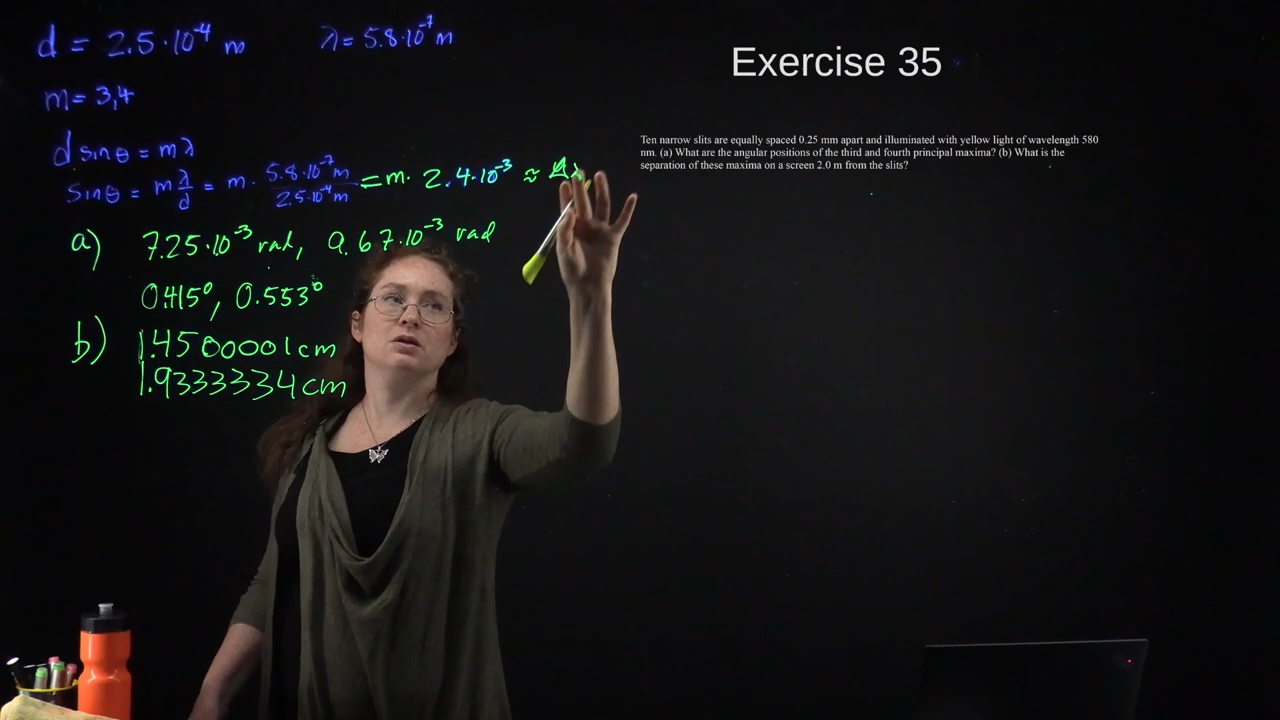 d = 2.5·10⁻⁴ m λ = 5.8·10⁻⁷ m
m = 3,4
d sin θ = mλ
sin θ = m λ/d = m · 5.8·10⁻⁷ m / 2.5·10⁻⁴ m = m · 2.4·10⁻³ ≈
a) 7.25·10⁻³ rad, 9.67·10⁻³ rad
0.415°, 0.553°
b) 1.4500001 cm
1.9333334 cm
Exercise 35
Ten narrow slits are equally spaced 0.25 mm apart and illuminated with yellow light of wavelength 580
nm. (a) What are the angular positions of the third and fourth principal maxima? (b) What is the
separation of these maxima on a screen 2.0 m from the slits?